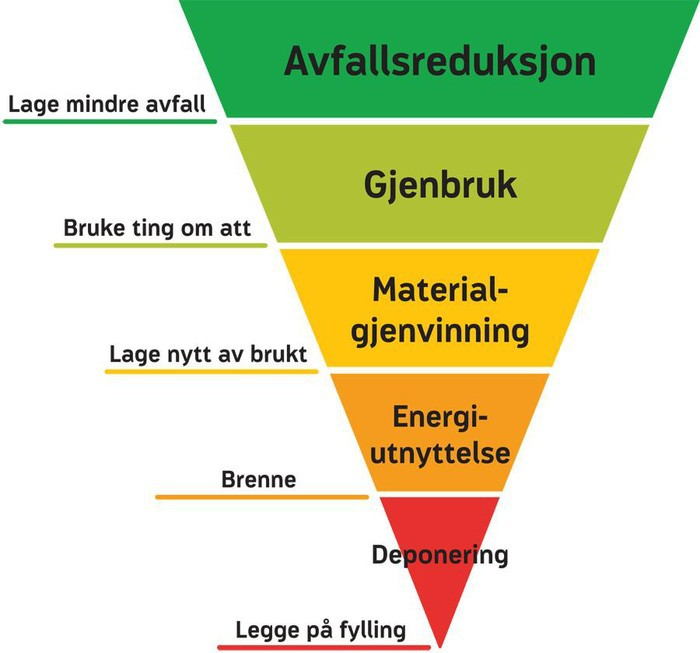 Avfallsreduksjon
Lage mindre avfall
Gjenbruk
Bruke ting om att
Material-
gjenvinning
Lage nytt av brukt
Energi-
utnyttelse
Brenne
Deponering
Legge på fylling